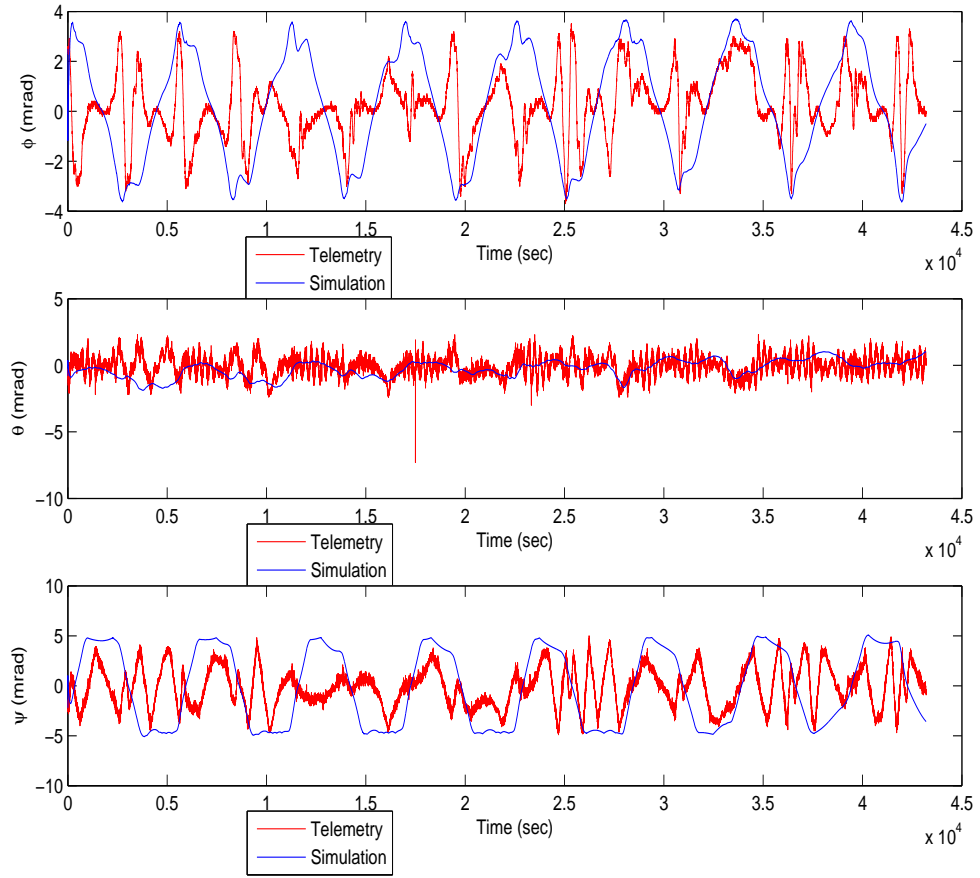 4
2
0
−2
−4
ϕ (mrad)
0 0.5 1 1.5 2 2.5 3 3.5 4 4.5
Time (sec)
x 10^4
Telemetry
Simulation
5
0
−5
−10
θ (mrad)
0 0.5 1 1.5 2 2.5 3 3.5 4 4.5
Time (sec)
x 10^4
Telemetry
Simulation
10
5
0
−5
−10
ψ (mrad)
0 0.5 1 1.5 2 2.5 3 3.5 4 4.5
Time (sec)
x 10^4
Telemetry
Simulation